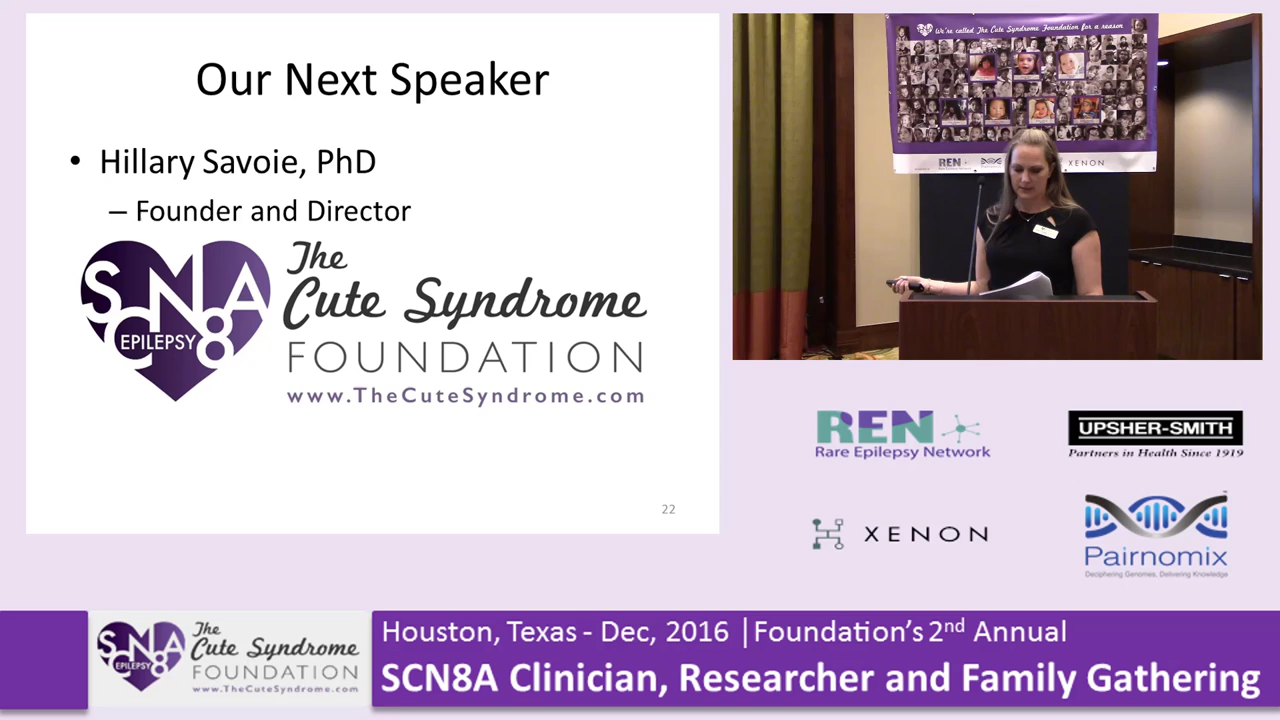 Our Next Speaker
• Hillary Savoie, PhD
– Founder and Director
SCN8A
EPILEPSY
The
Cute Syndrome
FOUNDATION
www.TheCuteSyndrome.com
22
We're called The Cute Syndrome Foundation for a reason
REN
XENON
REN
Rare Epilepsy Network
UPSHER-SMITH
Partners in Health Since 1919
XENON
Pairnomix
Deciphering Genomes, Delivering Knowledge
SCN8A
EPILEPSY
The
Cute Syndrome
FOUNDATION
www.TheCuteSyndrome.com
Houston, Texas - Dec, 2016 |Foundation's 2nd Annual
SCN8A Clinician, Researcher and Family Gathering